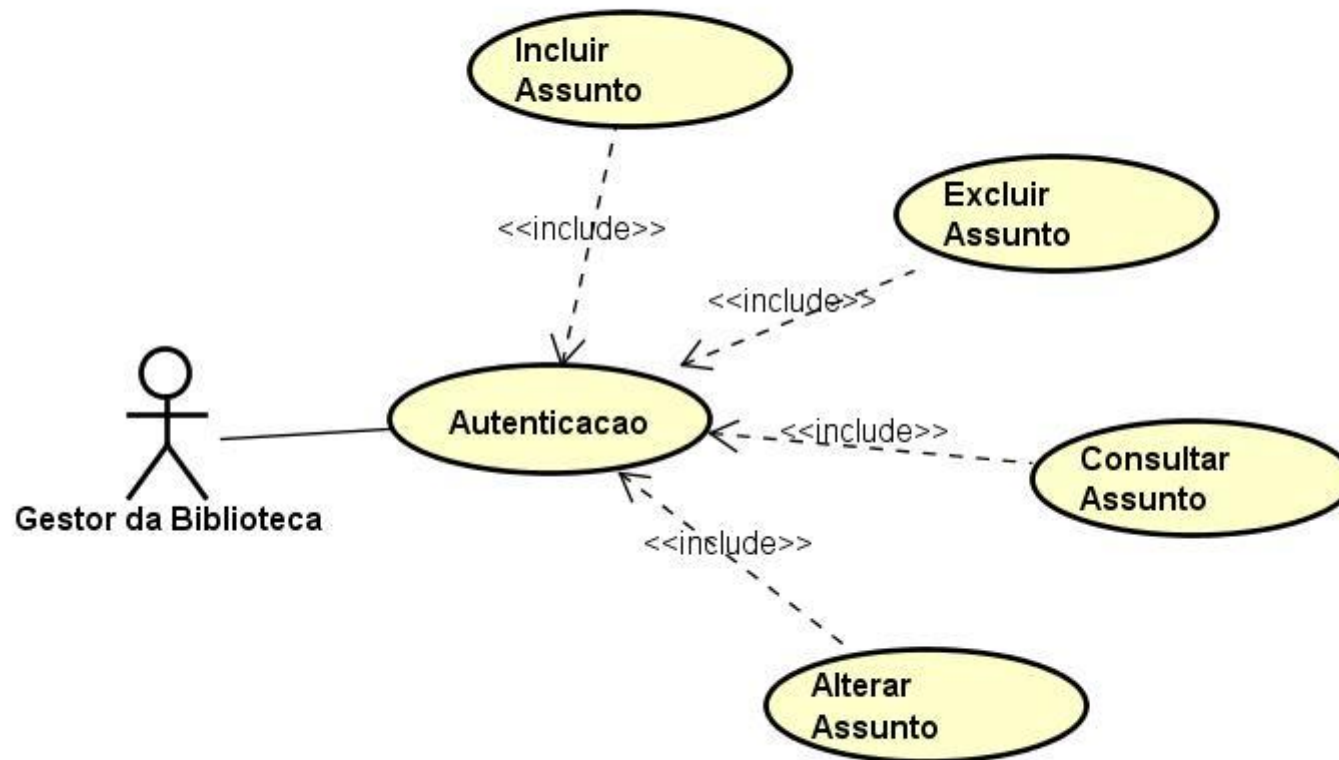 Incluir
Assunto
<<include>>
Excluir
Assunto
<<include>>
Autenticacao
<<include>>
Consultar
Assunto
Gestor da Biblioteca
<<include>>
Alterar
Assunto